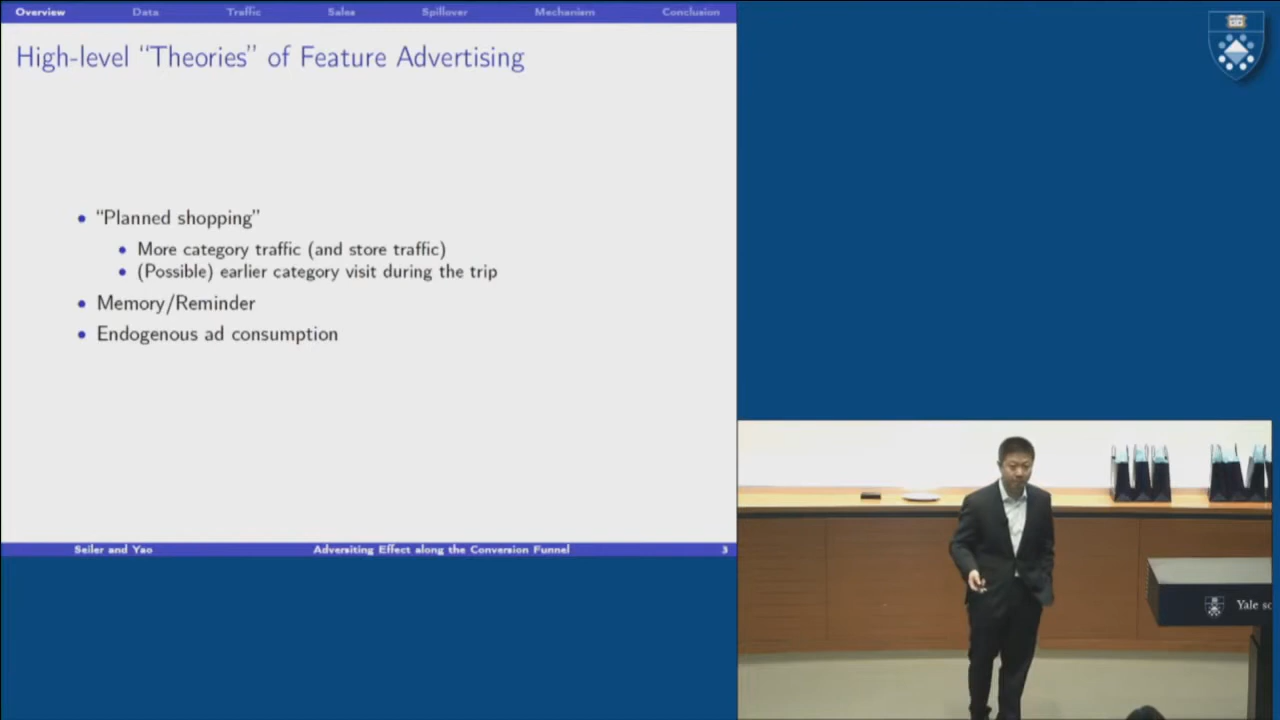 Overview Data Traffic Sales Spillover Mechanism Conclusion
High-level “Theories” of Feature Advertising
• “Planned shopping”
• More category traffic (and store traffic)
• (Possible) earlier category visit during the trip
• Memory/Reminder
• Endogenous ad consumption
Seiler and Yao Adversiting Effect along the Conversion Funnel 3
Yale